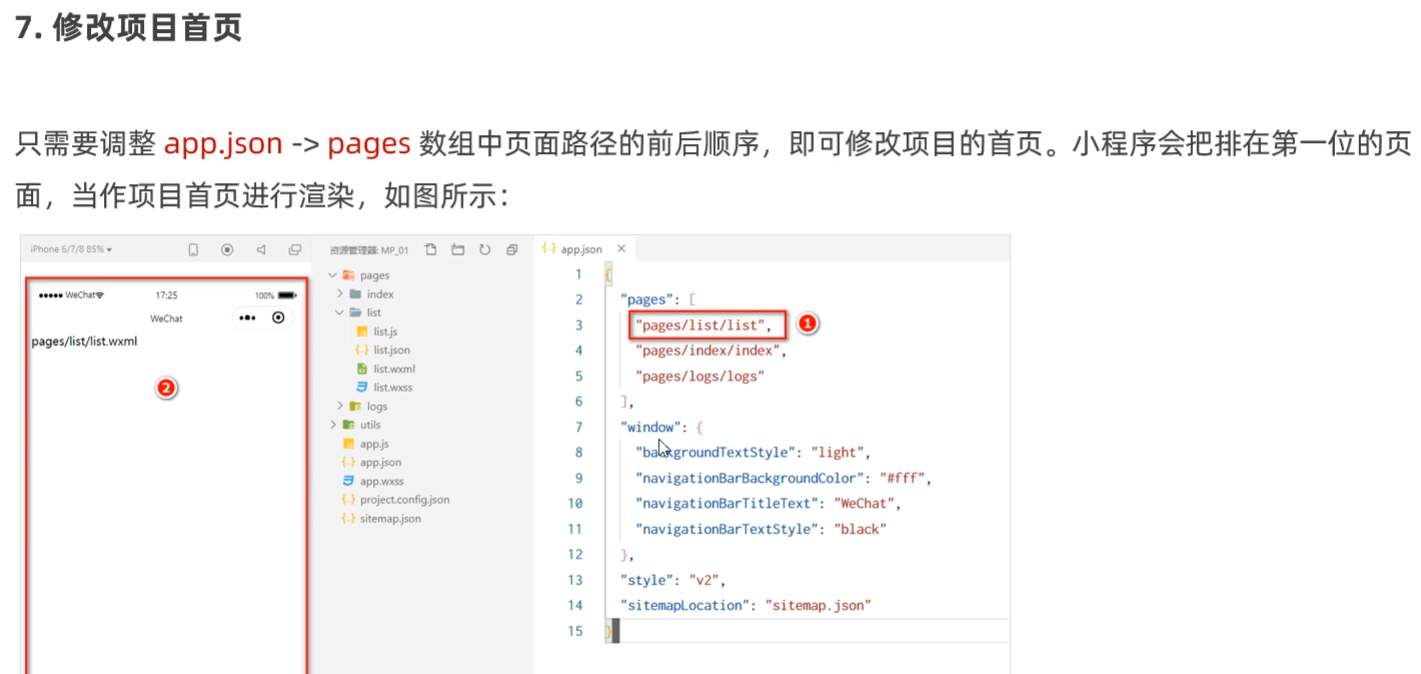 7. 修改项目首页
只需要调整 app.json -> pages 数组中页面路径的前后顺序，即可修改项目的首页。小程序会把排在第一位的页
面，当作项目首页进行渲染，如图所示：
iPhone 6/7/8 85%
WeChat
17:25
100%
WeChat
pages/list/list.wxml
2
资源管理器: MP_01
pages
index
list
list.js
{..} list.json
list.wxml
list.wxss
logs
utils
app.js
{..} app.json
app.wxss
{..} project.config.json
{..} sitemap.json
{..} app.json ×
1 {
2 "pages": [
3 "pages/list/list", 1
4 "pages/index/index",
5 "pages/logs/logs"
6 ],
7 "window": {
8 "backgroundTextStyle": "light",
9 "navigationBarBackgroundColor": "#fff",
10 "navigationBarTitleText": "WeChat",
11 "navigationBarTextStyle": "black"
12 },
13 "style": "v2",
14 "sitemapLocation": "sitemap.json"
15 }